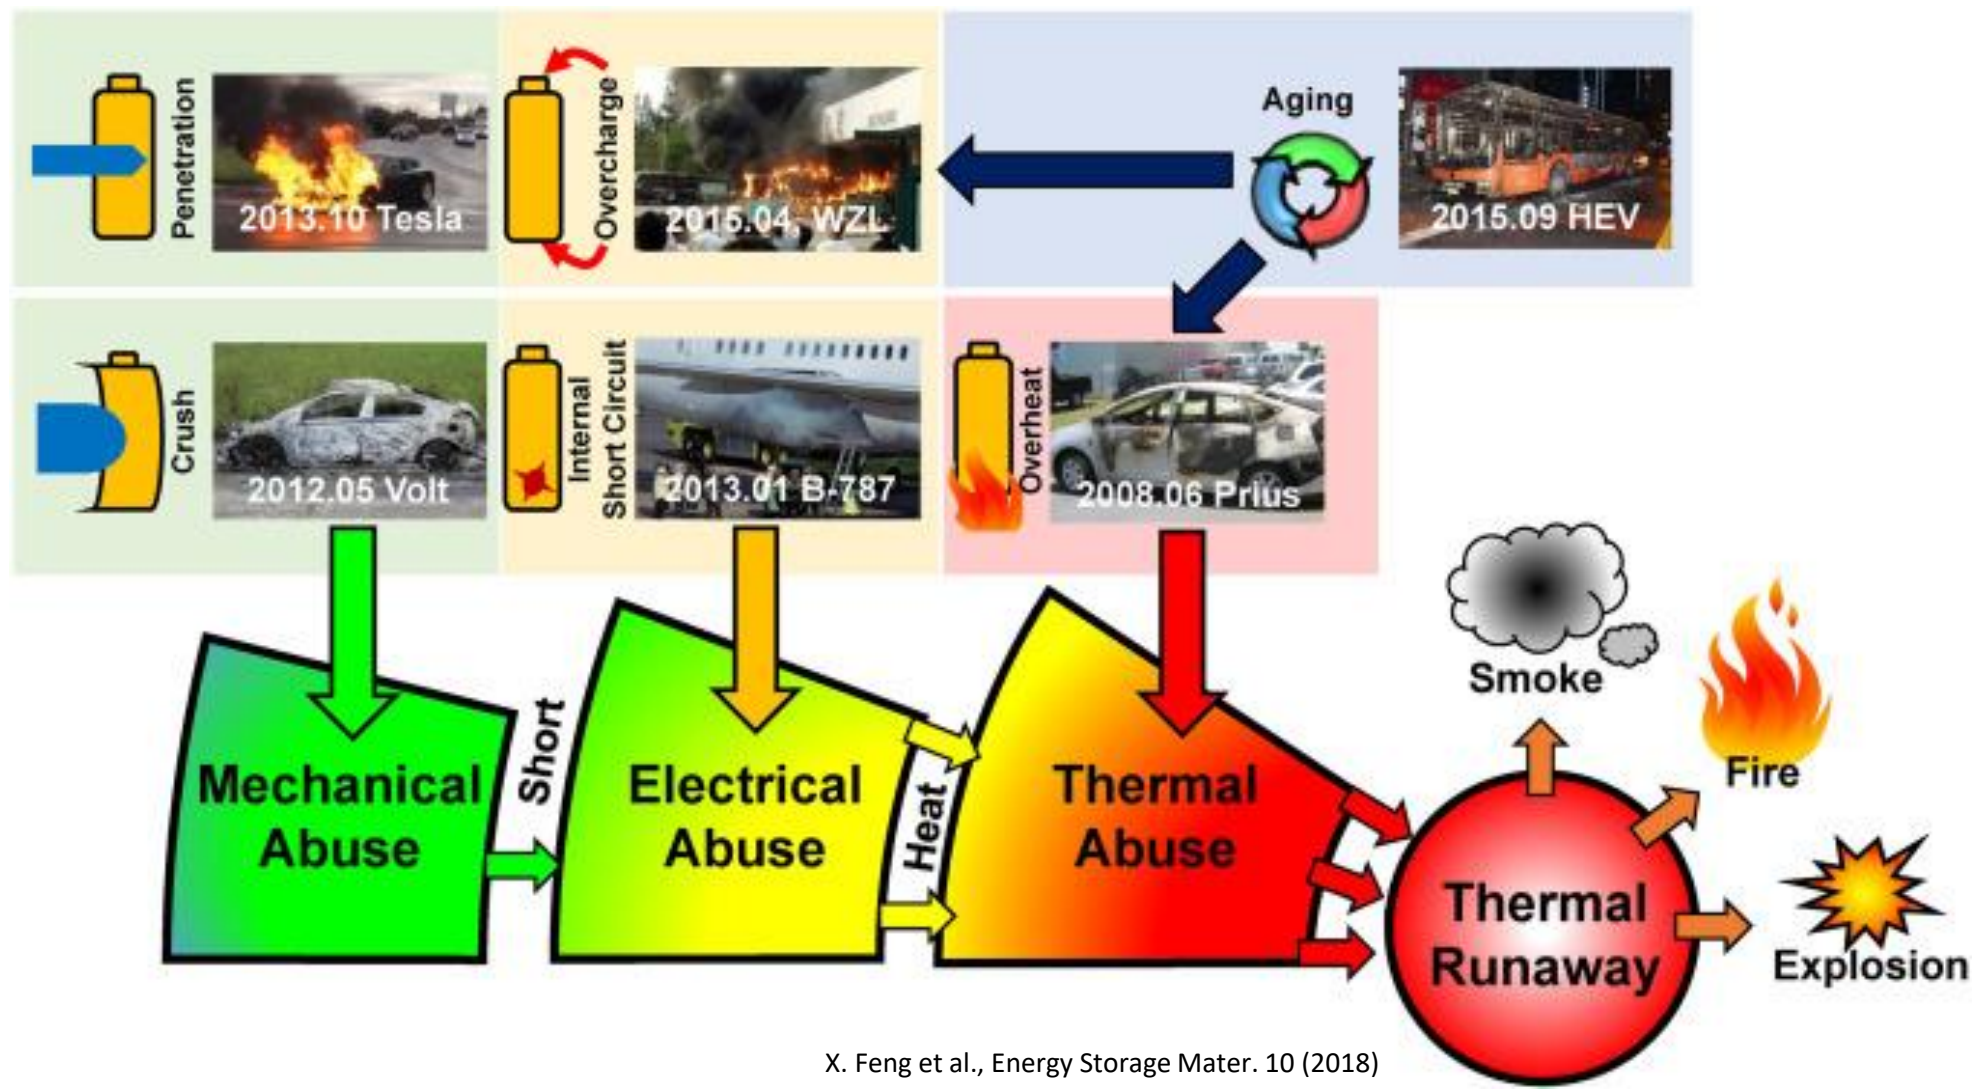 Penetration
2013.10 Tesla
Overcharge
2015.04, WZL
Aging
2015.09 HEV
Crush
2012.05 Volt
Internal
Short Circuit
2013.01 B-787
Overheat
2008.06 Prius
Mechanical
Abuse
Short
Electrical
Abuse
Heat
Thermal
Abuse
Thermal
Runaway
Smoke
Fire
Explosion
X. Feng et al., Energy Storage Mater. 10 (2018)